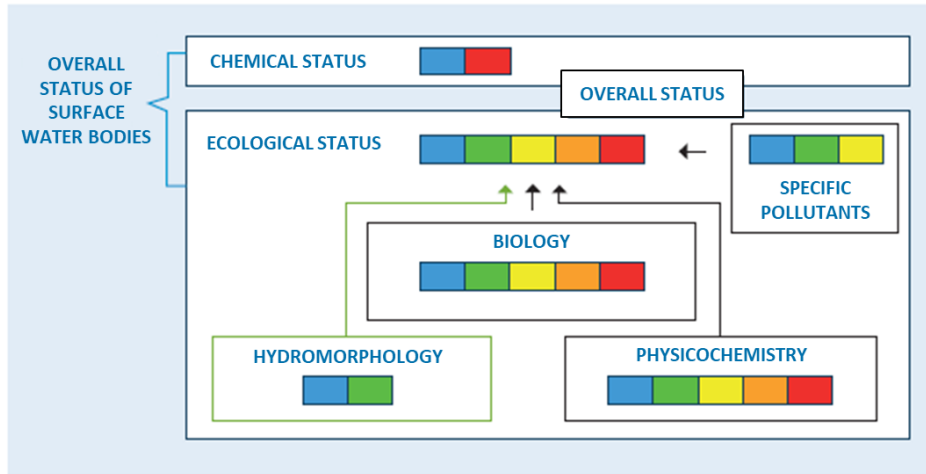 OVERALL
STATUS OF
SURFACE
WATER BODIES
CHEMICAL STATUS
OVERALL STATUS
ECOLOGICAL STATUS
SPECIFIC
POLLUTANTS
BIOLOGY
HYDROMORPHOLOGY
PHYSICOCHEMISTRY